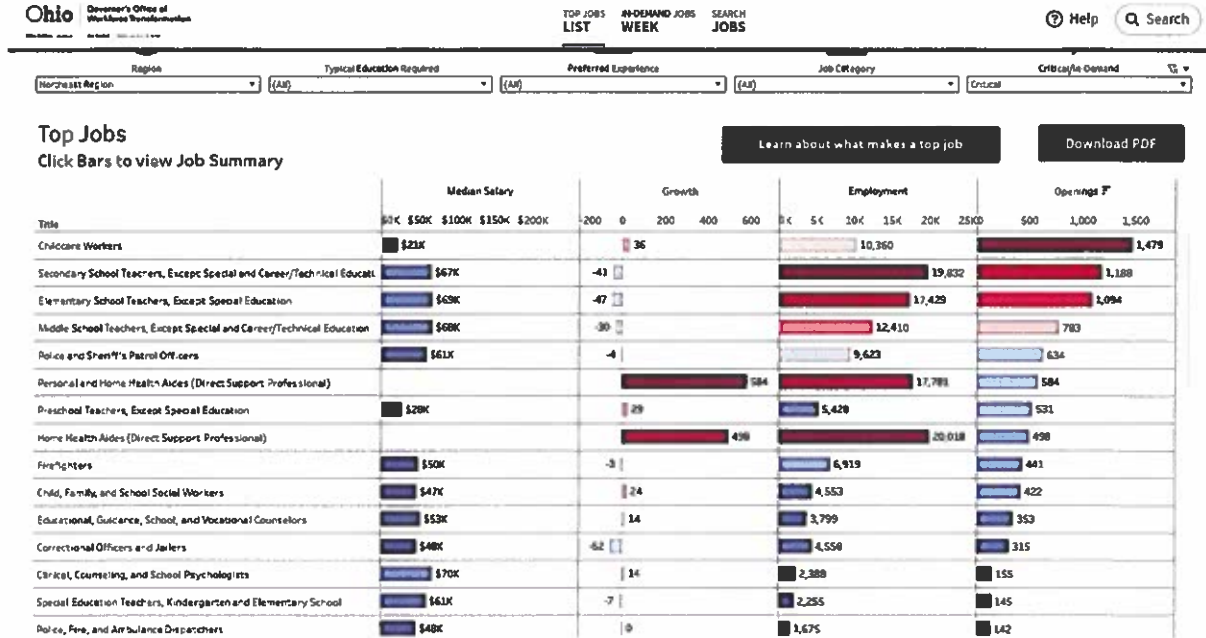 Ohio
Governor's Office of
Workforce Transformation
TOP JOBS
LIST
IN-DEMAND JOBS
WEEK
SEARCH
JOBS
Help
Search
Region
Typical Education Required
Preferred Experience
Job Category
Critical/In-Demand
Northeast Region
(All)
(All)
(All)
Critical
Top Jobs
Click Bars to view Job Summary
Learn about what makes a top job
Download PDF
Median Salary Growth Employment Openings
Title
$0K $50K $100K $150K $200K -200 0 200 400 600 0K 5K 10K 15K 20K 25K 0 500 1,000 1,500
Childcare Workers $21K 36 10,360 1,479
Secondary School Teachers, Except Special and Career/Technical Educati.. $67K -41 19,832 1,188
Elementary School Teachers, Except Special Education $69K -47 17,429 1,094
Middle School Teachers, Except Special and Career/Technical Education $68K -30 12,410 783
Police and Sheriff's Patrol Officers $61K -4 9,623 634
Personal and Home Health Aides (Direct Support Professional) 584 17,781 584
Preschool Teachers, Except Special Education $28K 29 5,428 531
Home Health Aides (Direct Support Professional) 498 20,018 498
Firefighters $50K -3 6,919 441
Child, Family, and School Social Workers $47K 24 4,553 422
Educational, Guidance, School, and Vocational Counselors $53K 14 3,799 353
Correctional Officers and Jailers $48K -62 4,558 315
Clinical, Counseling, and School Psychologists $70K 14 2,388 155
Special Education Teachers, Kindergarten and Elementary School $61K -7 2,255 145
Police, Fire, and Ambulance Dispatchers $48K 0 1,675 142